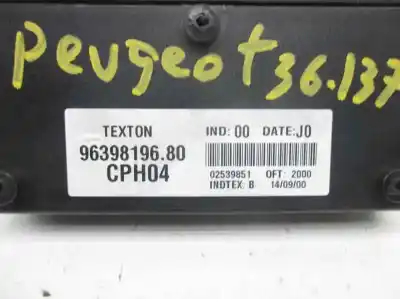 Peugeot 36.137
TEXTON IND: 00 DATE: J0
96398196.80
CPH04
02539851 OFT: 2000
INDTEX: B 14/09/00